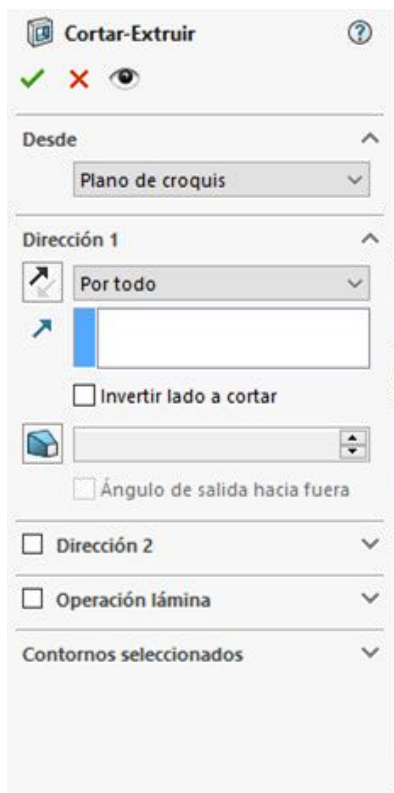 Cortar-Extruir
Desde
Plano de croquis
Dirección 1
Por todo
Invertir lado a cortar
Ángulo de salida hacia fuera
Dirección 2
Operación lámina
Contornos seleccionados